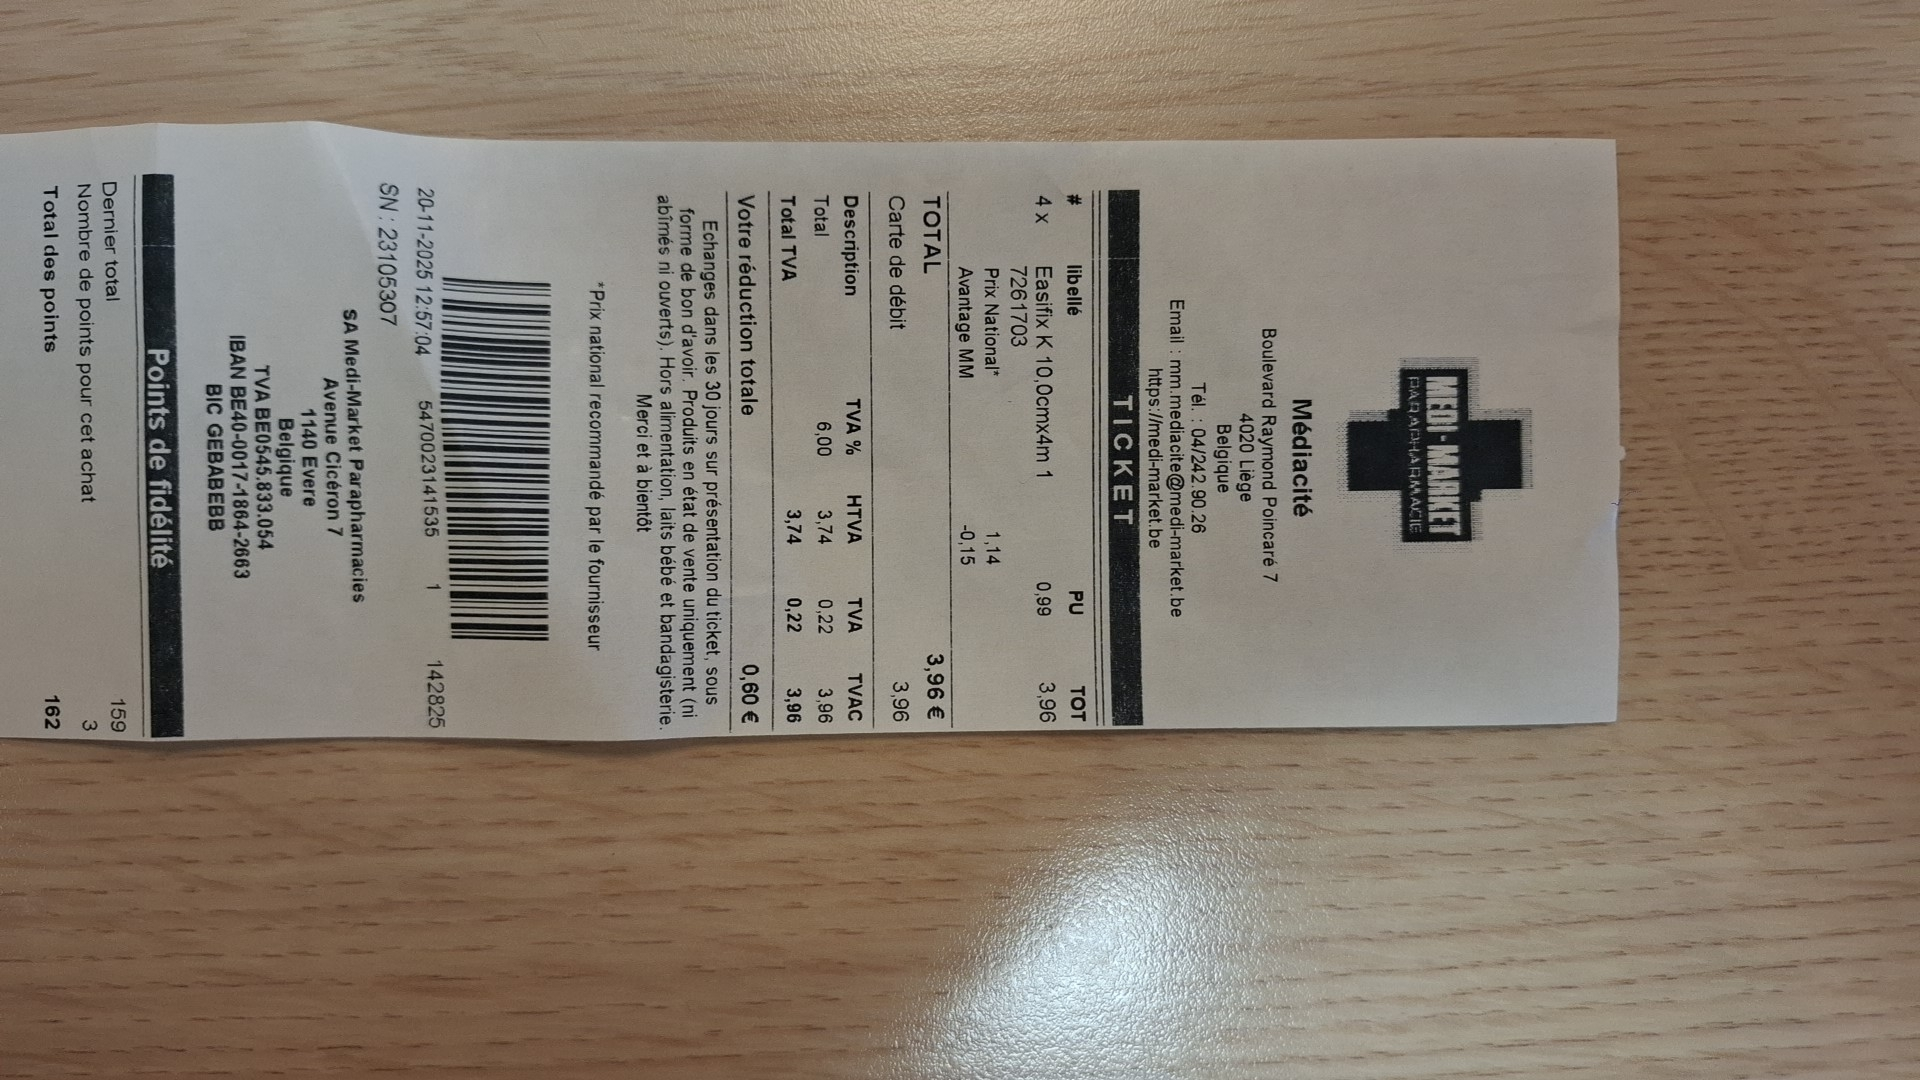 MEDI-MARKET
PARAPHARMACIE
Médiacité
Boulevard Raymond Poincaré 7
4020 Liège
Belgique
Tél. : 04/242.90.26
Email : mm.mediacite@medi-market.be
https://medi-market.be
TICKET
# libellé PU TOT
4 x Easifix K 10,0cmx4m 1 0,99 3,96
7261703
Prix National* 1,14
Avantage MM -0,15
TOTAL 3,96 €
Carte de débit 3,96
Description TVA % HTVA TVA TVAC
Total 6,00 3,74 0,22 3,96
Total TVA 3,74 0,22 3,96
Votre réduction totale 0,60 €
Echanges dans les 30 jours sur présentation du ticket, sous
forme de bon d'avoir. Produits en état de vente uniquement (ni
abîmés ni ouverts). Hors alimentation, laits bébé et bandagisterie.
Merci et à bientôt
*Prix national recommandé par le fournisseur
20-11-2025 12:57:04 5470023141535 1 142825
SN : 23105307
SA Medi-Market Parapharmacies
Avenue Cicéron 7
1140 Evere
Belgique
TVA BE0545.833.054
IBAN BE40-0017-1864-2663
BIC GEBABEBB
Points de fidélité
Dernier total 159
Nombre de points pour cet achat 3
Total des points 162